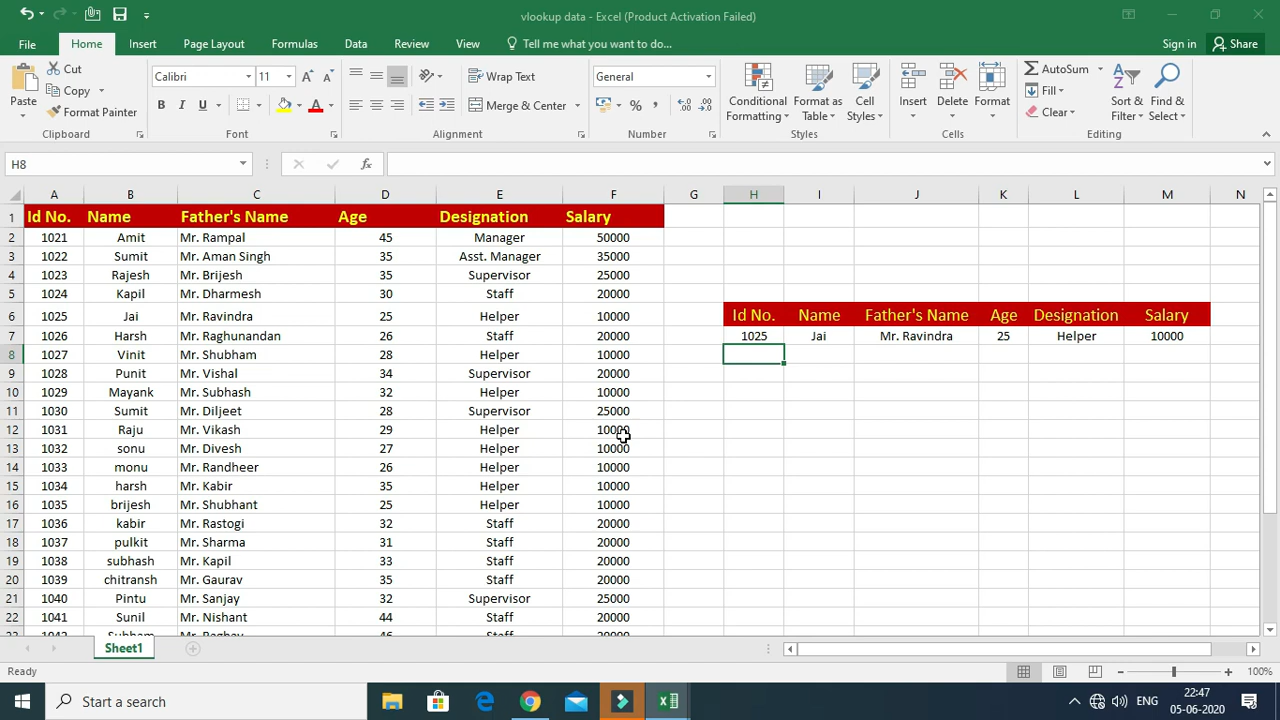 vlookup data - Excel (Product Activation Failed)
File Home Insert Page Layout Formulas Data Review View Tell me what you want to do... Sign in Share
Paste Cut Copy Format Painter Clipboard
Calibri 11 B I U Font
Wrap Text Merge & Center Alignment
General % Number
Conditional Formatting Format as Table Cell Styles Styles
Insert Delete Format Cells
AutoSum Fill Clear Sort & Filter Find & Select Editing
H8 fx
A B C D E F G H I J K L M N
1 Id No. Name Father's Name Age Designation Salary
2 1021 Amit Mr. Rampal 45 Manager 50000
3 1022 Sumit Mr. Aman Singh 35 Asst. Manager 35000
4 1023 Rajesh Mr. Brijesh 35 Supervisor 25000
5 1024 Kapil Mr. Dharmesh 30 Staff 20000
6 1025 Jai Mr. Ravindra 25 Helper 10000 Id No. Name Father's Name Age Designation Salary
7 1026 Harsh Mr. Raghunandan 26 Staff 20000 1025 Jai Mr. Ravindra 25 Helper 10000
8 1027 Vinit Mr. Shubham 28 Helper 10000
9 1028 Punit Mr. Vishal 34 Supervisor 20000
10 1029 Mayank Mr. Subhash 32 Helper 10000
11 1030 Sumit Mr. Diljeet 28 Supervisor 25000
12 1031 Raju Mr. Vikash 29 Helper 10000
13 1032 sonu Mr. Divesh 27 Helper 10000
14 1033 monu Mr. Randheer 26 Helper 10000
15 1034 harsh Mr. Kabir 35 Helper 10000
16 1035 brijesh Mr. Shubhant 25 Helper 10000
17 1036 kabir Mr. Rastogi 32 Staff 20000
18 1037 pulkit Mr. Sharma 31 Staff 20000
19 1038 subhash Mr. Kapil 33 Staff 20000
20 1039 chitransh Mr. Gaurav 35 Staff 20000
21 1040 Pintu Mr. Sanjay 32 Supervisor 25000
22 1041 Sunil Mr. Nishant 44 Staff 20000
Sheet1
Ready 100%
Start a search ENG 22:47
05-06-2020